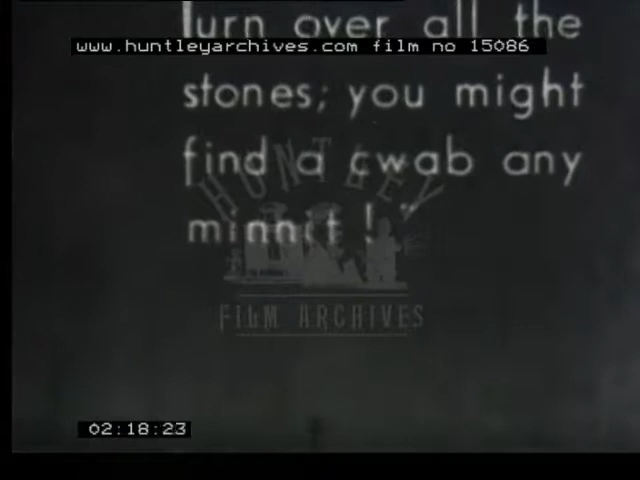 Turn over all the
www.huntleyarchives.com film no 15086
stones; you might
find a cwab any
minnit!
HUNTLEY
FILM ARCHIVES
02:18:23